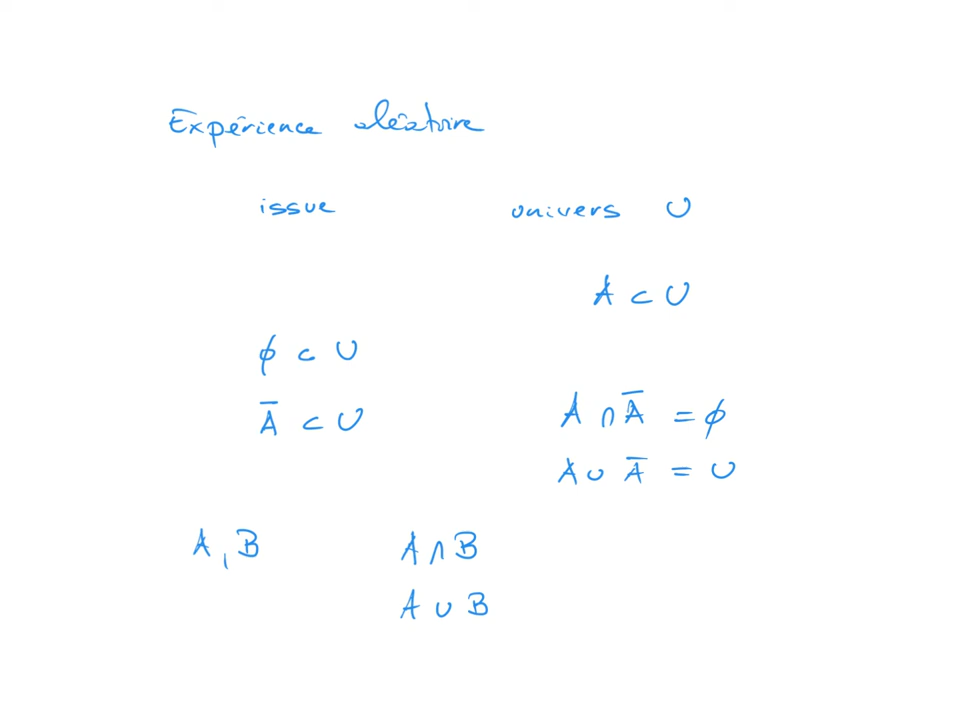 Expérience aléatoire
issue univers U
A ⊂ U
ϕ ⊂ U
A̅ ⊂ U A ∩ A̅ = ϕ
A ∪ A̅ = U
A, B A ∩ B
A ∪ B